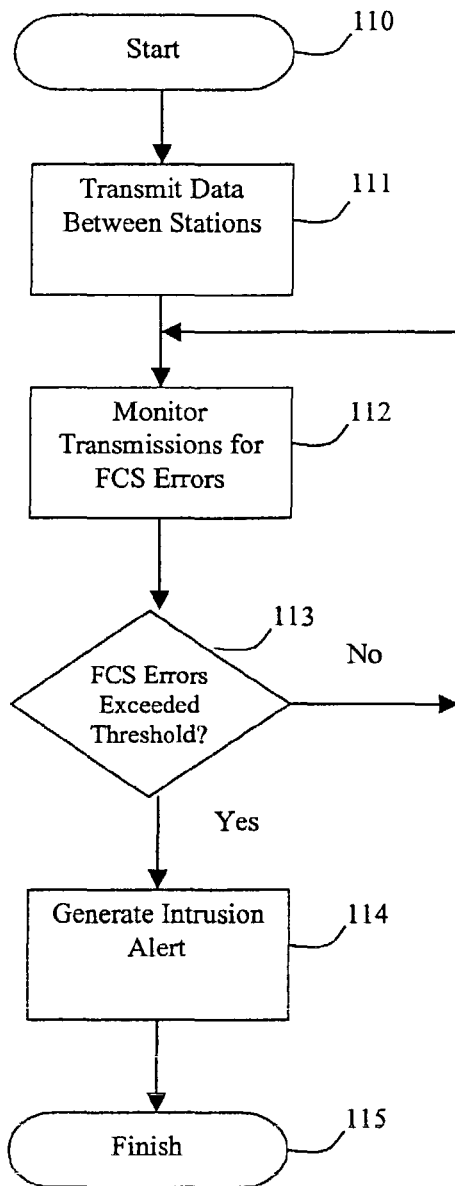 Start
110
Transmit Data
Between Stations
111
Monitor
Transmissions for
FCS Errors
112
113
FCS Errors
Exceeded
Threshold?
No
Yes
Generate Intrusion
Alert
114
Finish
115